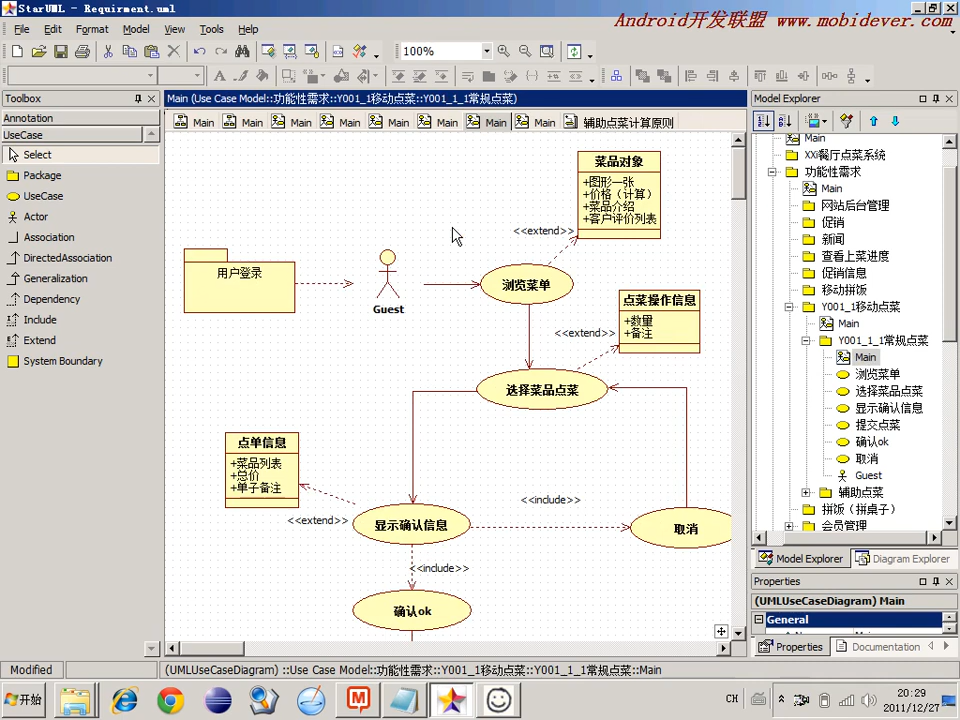 StarUML - Requirment.uml
Android开发联盟 www.mobidever.com
File Edit Format Model View Tools Help
100%
Toolbox
Main (Use Case Model::功能性需求::Y001_1移动点菜::Y001_1_1常规点菜)
Model Explorer
Annotation
UseCase
Select
Package
UseCase
Actor
Association
DirectedAssociation
Generalization
Dependency
Include
Extend
System Boundary
Main Main Main Main Main Main Main Main 辅助点菜计算原则
菜品对象
+图形一张
+价格（计算）
+菜品介绍
+客户评价列表
<<extend>>
用户登录
Guest
浏览菜单
点菜操作信息
+数量
+备注
<<extend>>
选择菜品点菜
点单信息
+菜品列表
+总价
+单子备注
<<extend>>
显示确认信息
<<include>>
取消
<<include>>
确认ok
Main
XXi餐厅点菜系统
功能性需求
Main
网站后台管理
促销
新闻
查看上菜进度
促销信息
移动拼饭
Y001_1移动点菜
Main
Y001_1_1常规点菜
Main
浏览菜单
选择菜品点菜
显示确认信息
提交点菜
确认ok
取消
Guest
辅助点菜
拼饭（拼桌子）
会员管理
Model Explorer Diagram Explorer
Properties
(UMLUseCaseDiagram) Main
General
Properties Documentation
Modified
(UMLUseCaseDiagram) ::Use Case Model::功能性需求::Y001_1移动点菜::Y001_1_1常规点菜::Main
开始
CH
20:29
2011/12/27